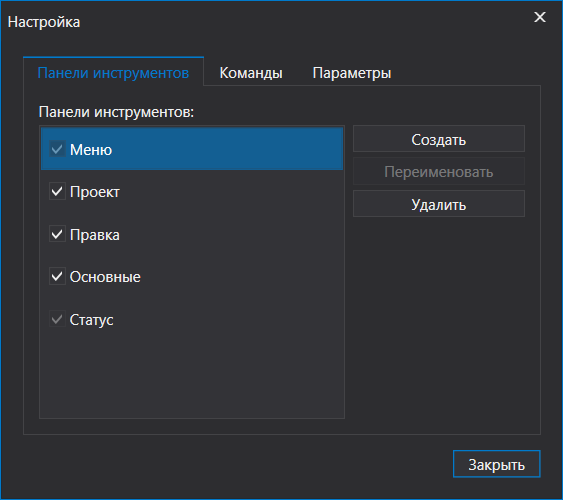 Настройка
Панели инструментов Команды Параметры
Панели инструментов:
Меню
Проект
Правка
Основные
Статус
Создать
Переименовать
Удалить
Закрыть